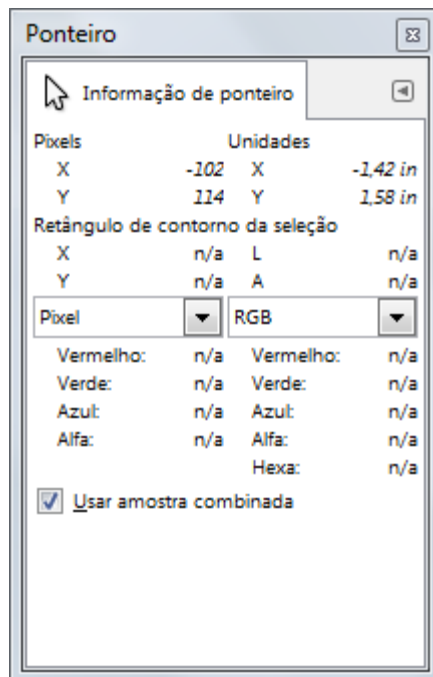 Ponteiro
Informação de ponteiro
Pixels Unidades
X -102 X -1,42 in
Y 114 Y 1,58 in
Retângulo de contorno da seleção
X n/a L n/a
Y n/a A n/a
Pixel RGB
Vermelho: n/a Vermelho: n/a
Verde: n/a Verde: n/a
Azul: n/a Azul: n/a
Alfa: n/a Alfa: n/a
Hexa: n/a
Usar amostra combinada